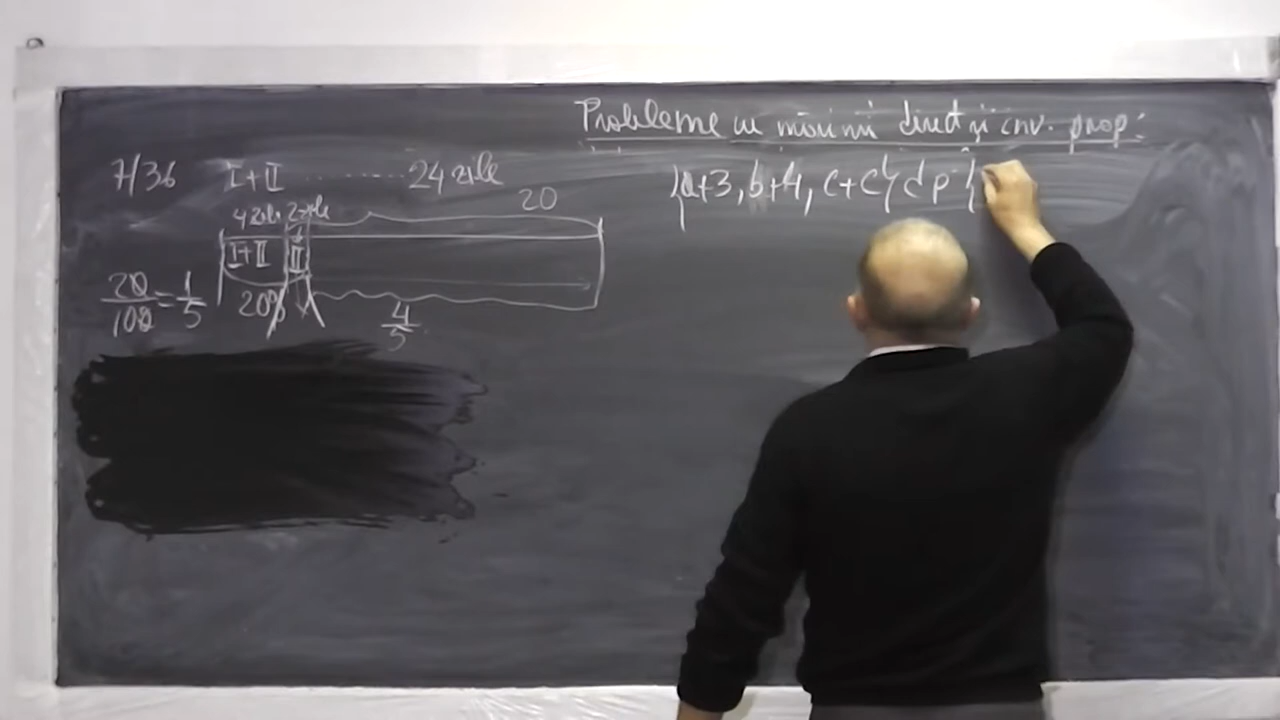 Probleme cu mărimi direct și inv. prop:
7/36 I+II ........ 24 zile
{a+3, b+4, c+c} d p {
4 zile 2 zile 20
I+II II
20/100 = 1/5 20% 4/5